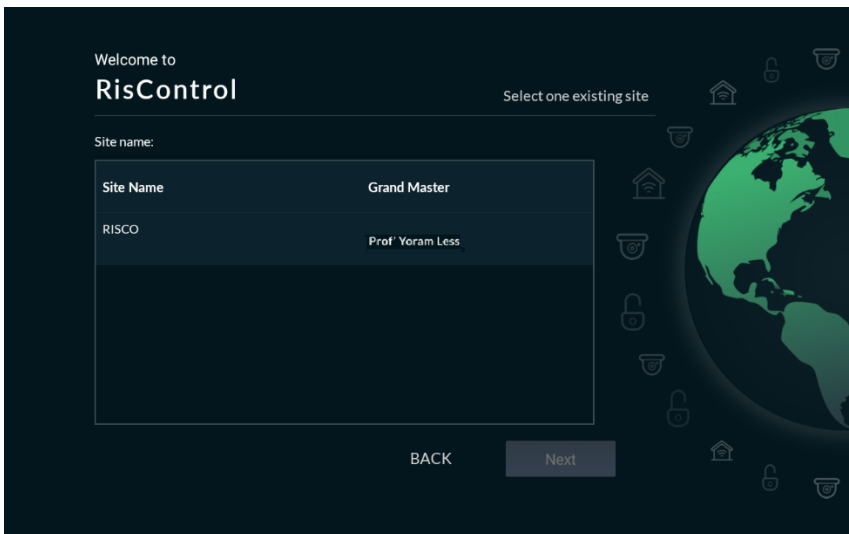 Welcome to
RisControl
Select one existing site
Site name:
Site Name Grand Master
RISCO Prof' Yoram Less
BACK Next